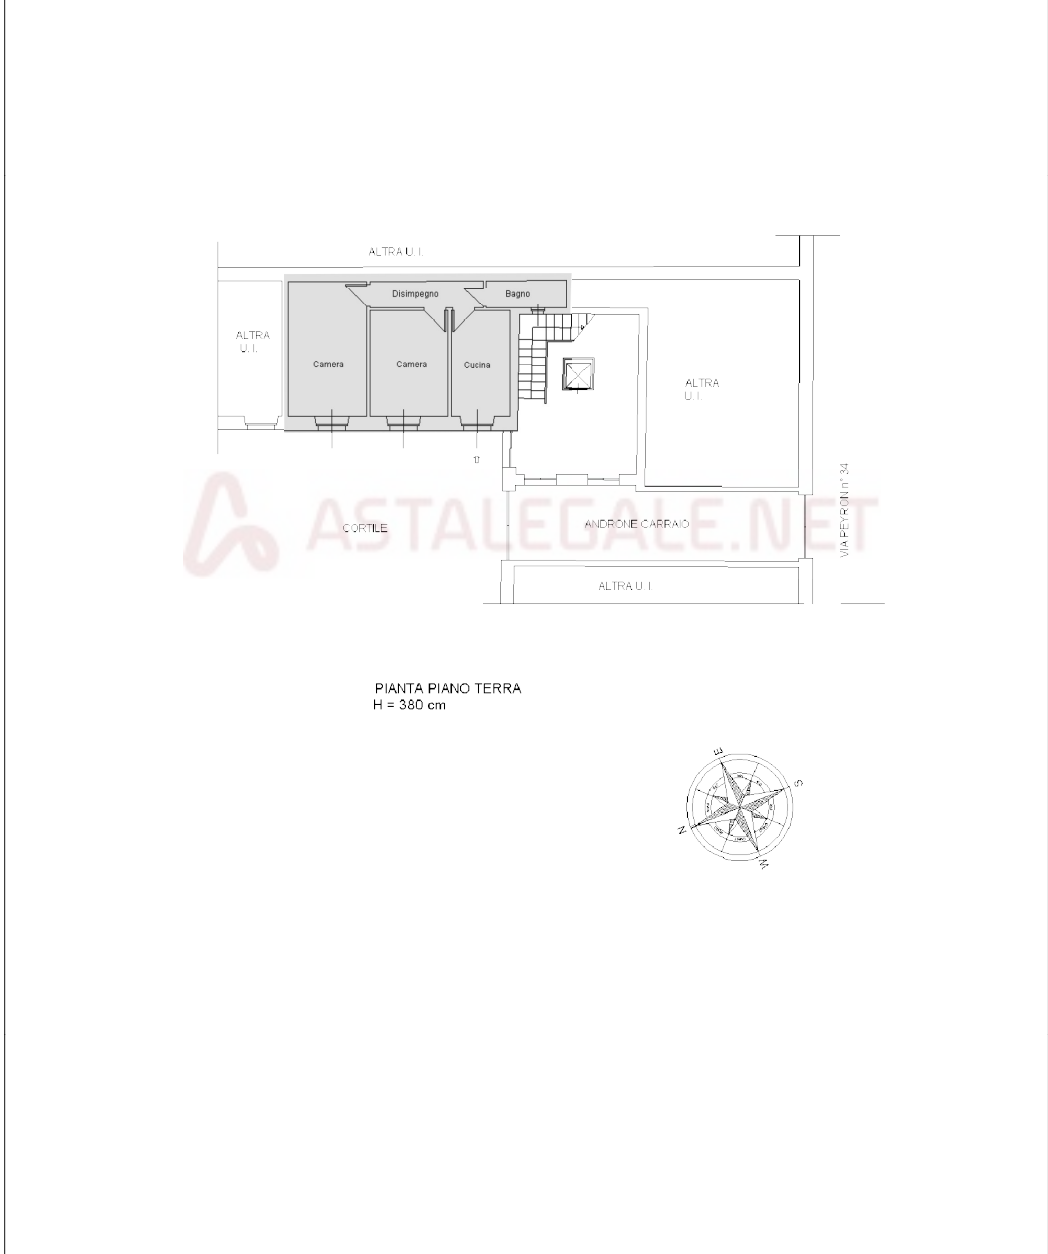 ALTRA U.I.
Disimpegno
Bagno
ALTRA
U.I.
Camera
Camera
Cucina
ALTRA
U.I.
VIA PEYRON n° 34
ASTALEGALE.NET
CORTILE
ANDRONE CARRAIO
ALTRA U.I.
PIANTA PIANO TERRA
H = 380 cm
E
S
N
W